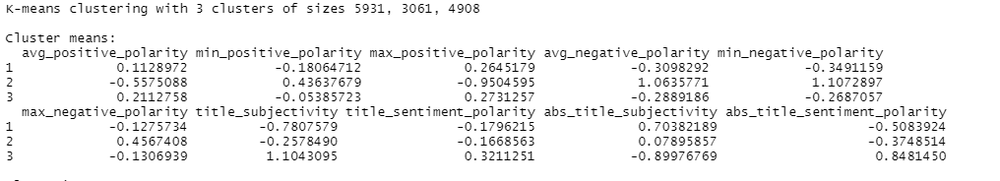 K-means clustering with 3 clusters of sizes 5931, 3061, 4908
Cluster means:
avg_positive_polarity min_positive_polarity max_positive_polarity avg_negative_polarity min_negative_polarity
1 0.1128972 -0.18064712 0.2645179 -0.3098292 -0.3491159
2 -0.5575088 0.43637679 -0.9504595 1.0635771 1.1072897
3 0.2112758 -0.05385723 0.2731257 -0.2889186 -0.2687057
max_negative_polarity title_subjectivity title_sentiment_polarity abs_title_subjectivity abs_title_sentiment_polarity
1 -0.1275734 -0.7807579 -0.1796215 0.70382189 -0.5083924
2 0.4567408 -0.2578490 -0.1668563 0.07895857 -0.3748514
3 -0.1306939 1.1043095 0.3211251 -0.89976769 0.8481450